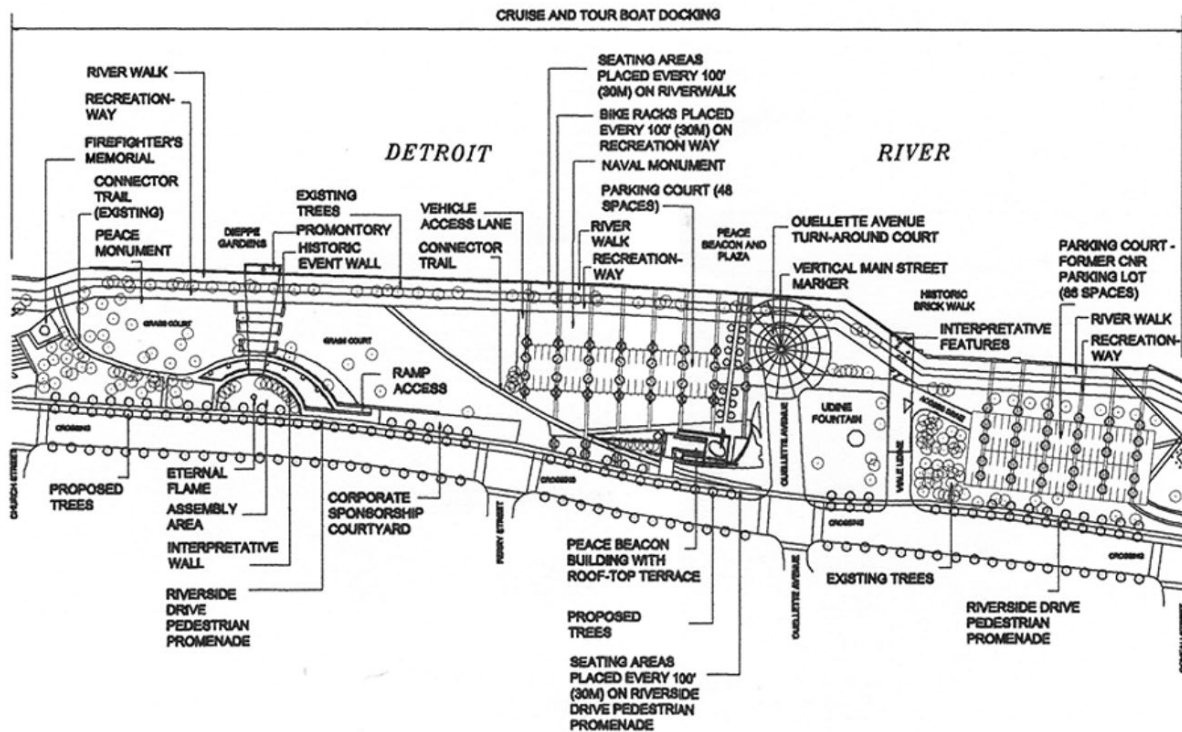 CRUISE AND TOUR BOAT DOCKING
RIVER WALK
RECREATION-
WAY
FIREFIGHTER'S
MEMORIAL
CONNECTOR
TRAIL
(EXISTING)
PEACE
MONUMENT
DIEPPE
GARDENS
EXISTING
TREES
PROMONTORY
HISTORIC
EVENT WALL
DETROIT
RIVER
VEHICLE
ACCESS LANE
CONNECTOR
TRAIL
SEATING AREAS
PLACED EVERY 100'
(30M) ON RIVERWALK
BIKE RACKS PLACED
EVERY 100' (30M) ON
RECREATION WAY
NAVAL MONUMENT
PARKING COURT (48
SPACES)
RIVER
WALK
RECREATION-
WAY
PEACE
BEACON AND
PLAZA
OUELLETTE AVENUE
TURN-AROUND COURT
VERTICAL MAIN STREET
MARKER
HISTORIC
BRICK WALK
INTERPRETATIVE
FEATURES
PARKING COURT -
FORMER CNR
PARKING LOT
(86 SPACES)
RIVER WALK
RECREATION-
WAY
GRASS COURT
GRASS COURT
RAMP
ACCESS
UDINE
FOUNTAIN
ACCESS DRIVE
OUELLETTE AVENUE
CHURCH STREET
CROSSING
PROPOSED
TREES
ETERNAL
FLAME
ASSEMBLY
AREA
INTERPRETATIVE
WALL
RIVERSIDE
DRIVE
PEDESTRIAN
PROMENADE
CORPORATE
SPONSORSHIP
COURTYARD
FERRY STREET
CROSSING
PEACE BEACON
BUILDING WITH
ROOF-TOP TERRACE
PROPOSED
TREES
SEATING AREAS
PLACED EVERY 100'
(30M) ON RIVERSIDE
DRIVE PEDESTRIAN
PROMENADE
OUELLETTE AVENUE
CROSSING
EXISTING TREES
RIVERSIDE DRIVE
PEDESTRIAN
PROMENADE
CROSSING